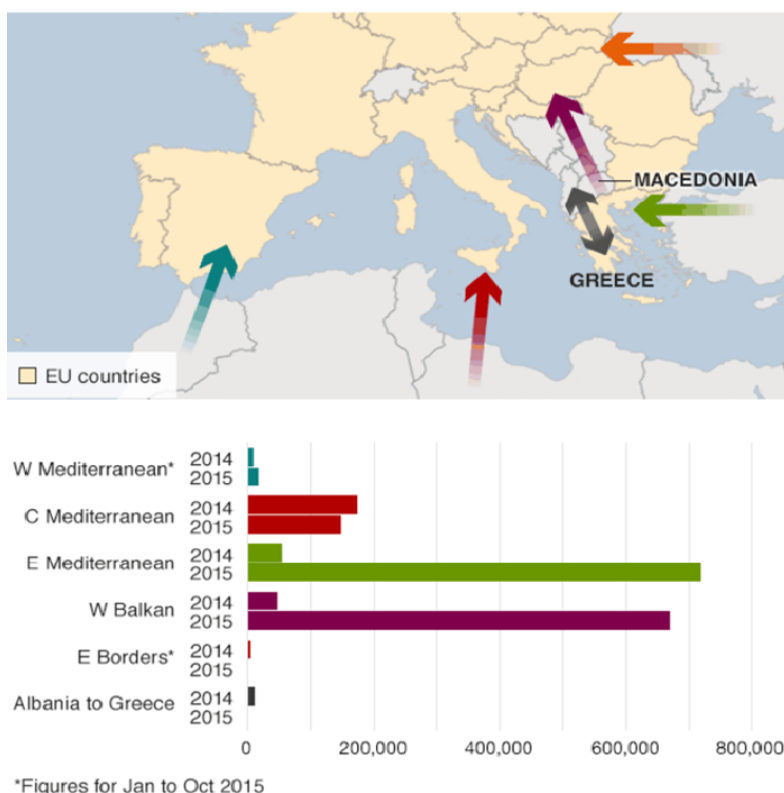 MACEDONIA
GREECE
EU countries
W Mediterranean* 2014
2015
C Mediterranean 2014
2015
E Mediterranean 2014
2015
W Balkan 2014
2015
E Borders* 2014
2015
Albania to Greece 2014
2015
0 200,000 400,000 600,000 800,000
*Figures for Jan to Oct 2015